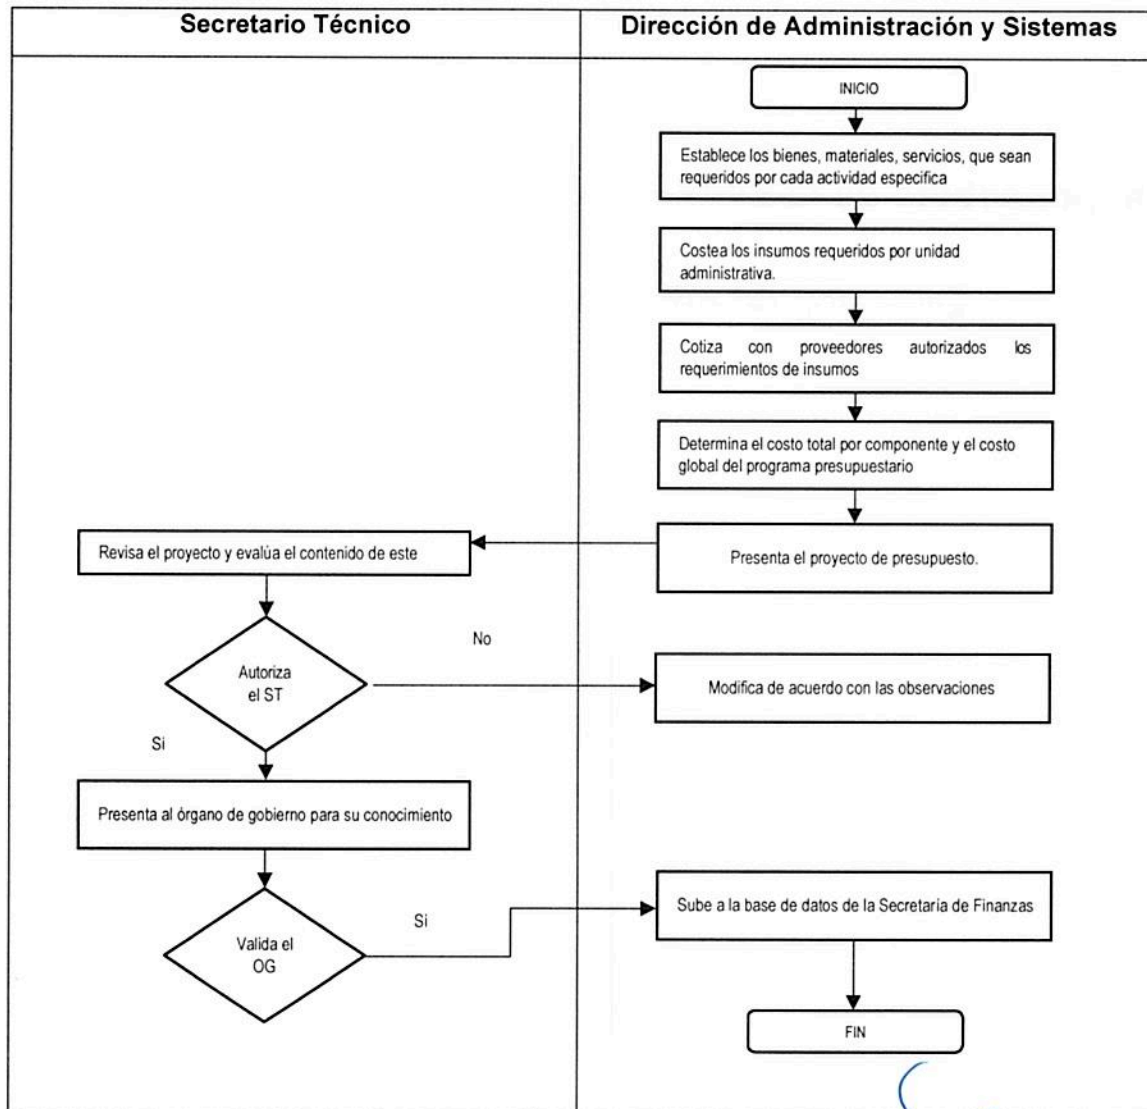 Secretario Técnico
Dirección de Administración y Sistemas
INICIO
Establece los bienes, materiales, servicios, que sean
requeridos por cada actividad especifica
Costea los insumos requeridos por unidad
administrativa.
Cotiza con proveedores autorizados los
requerimientos de insumos
Determina el costo total por componente y el costo
global del programa presupuestario
Presenta el proyecto de presupuesto.
Revisa el proyecto y evalúa el contenido de este
Autoriza
el ST
No
Modifica de acuerdo con las observaciones
Si
Presenta al órgano de gobierno para su conocimiento
Valida el
OG
Si
Sube a la base de datos de la Secretaría de Finanzas
FIN